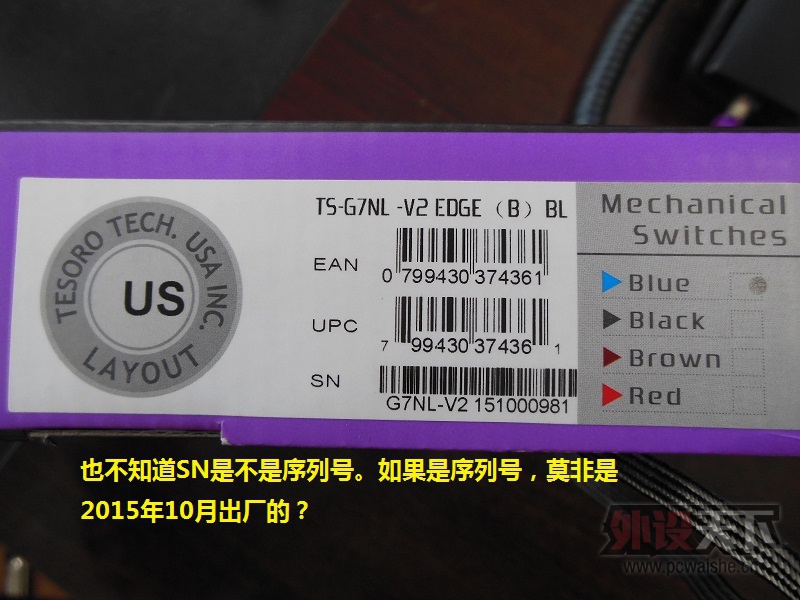 TESORO TECH. USA INC.
US
LAYOUT
TS-G7NL -V2 EDGE（B）BL
EAN
0 799430 374361
UPC
7 99430 37436 1
SN
G7NL-V2 151000981
Mechanical
Switches
Blue
Black
Brown
Red
也不知道SN是不是序列号。如果是序列号，莫非是
2015年10月出厂的？
外设天下
www.pcwaishe.cn